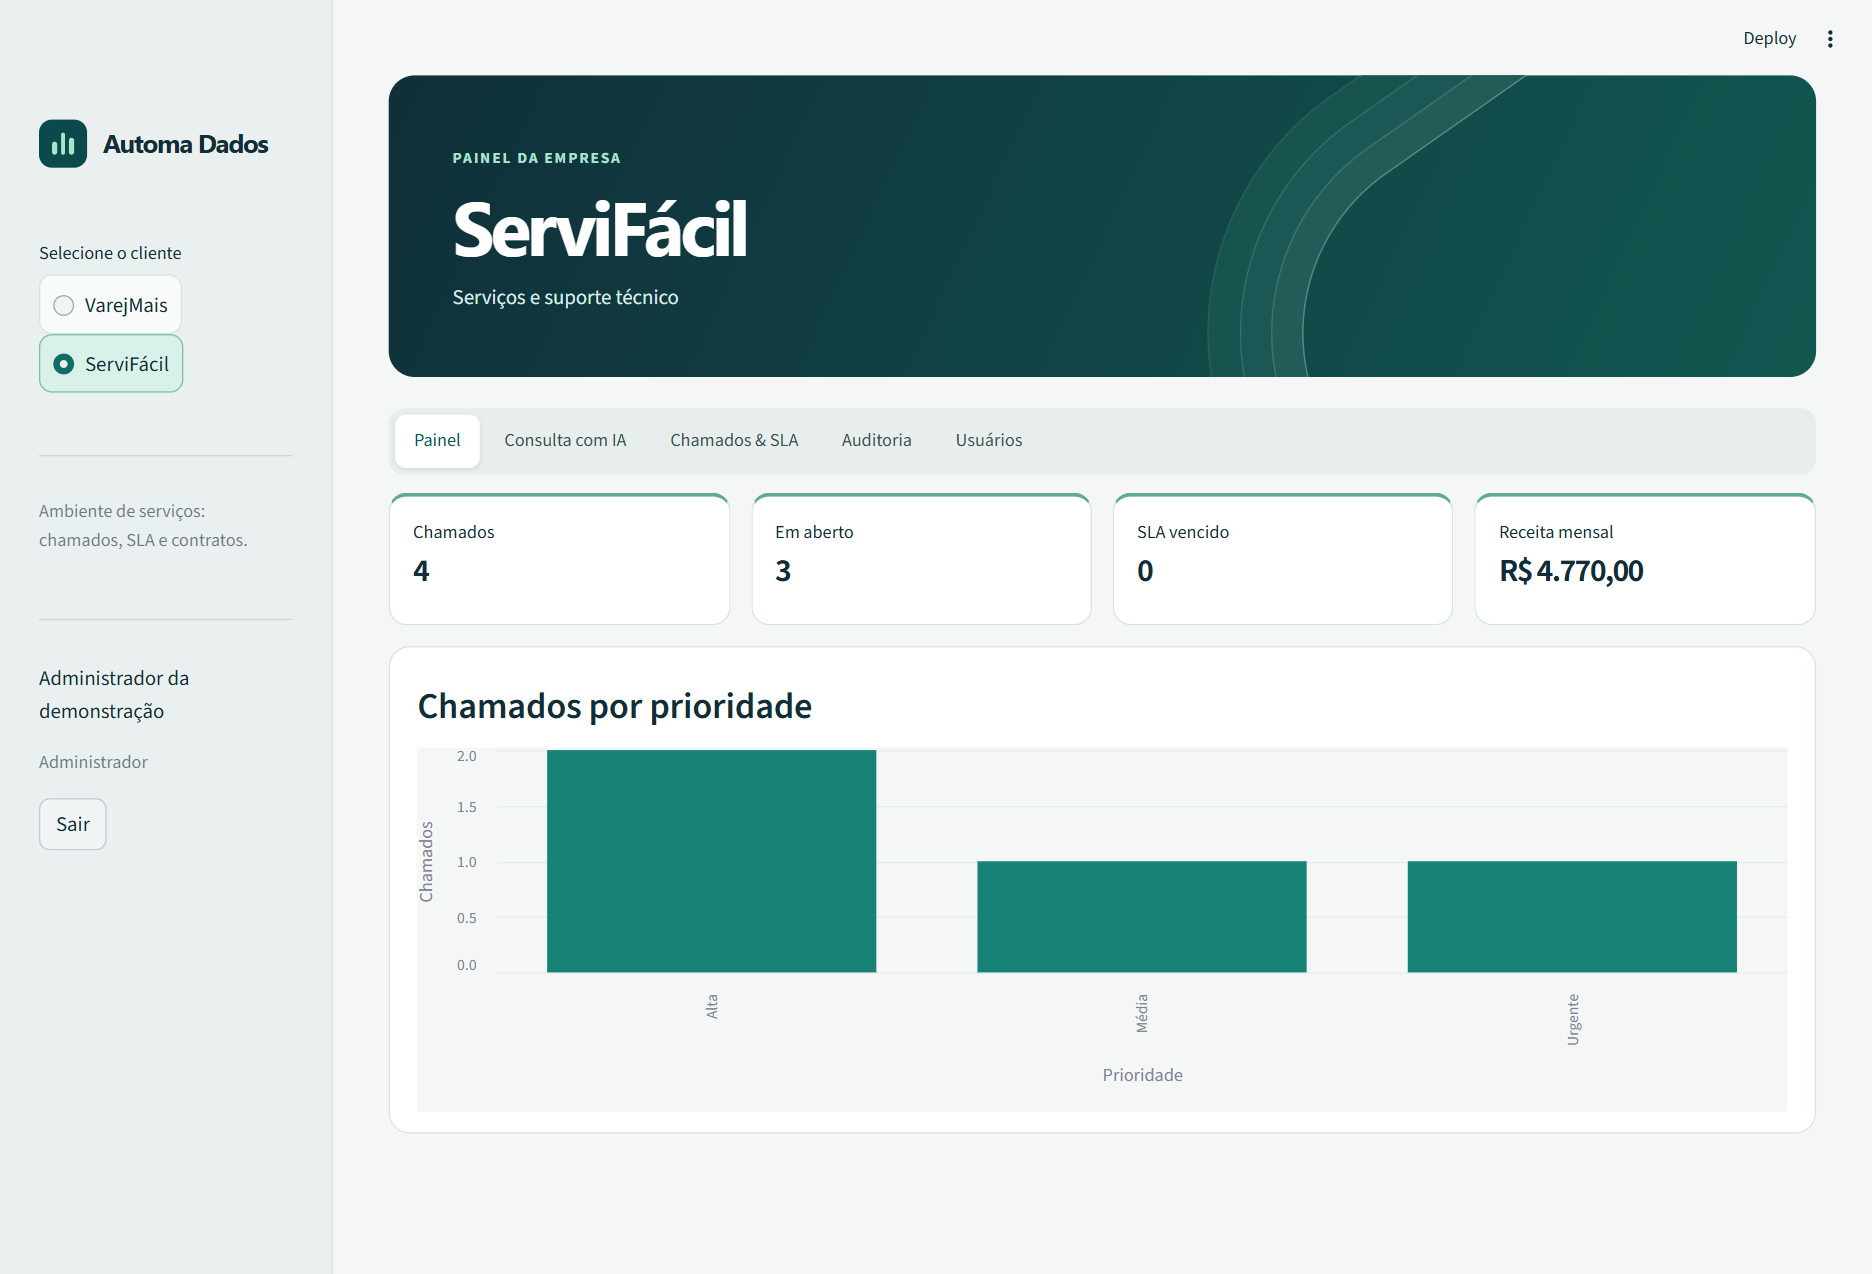 Deploy
Automa Dados
Selecione o cliente
VarejMais
ServiFácil
Ambiente de serviços:
chamados, SLA e contratos.
Administrador da
demonstração
Administrador
Sair
PAINEL DA EMPRESA
ServiFácil
Serviços e suporte técnico
Painel
Consulta com IA
Chamados & SLA
Auditoria
Usuários
Chamados
4
Em aberto
3
SLA vencido
0
Receita mensal
R$ 4.770,00
Chamados por prioridade
Chamados
2.0
1.5
1.0
0.5
0.0
Alta
Média
Urgente
Prioridade